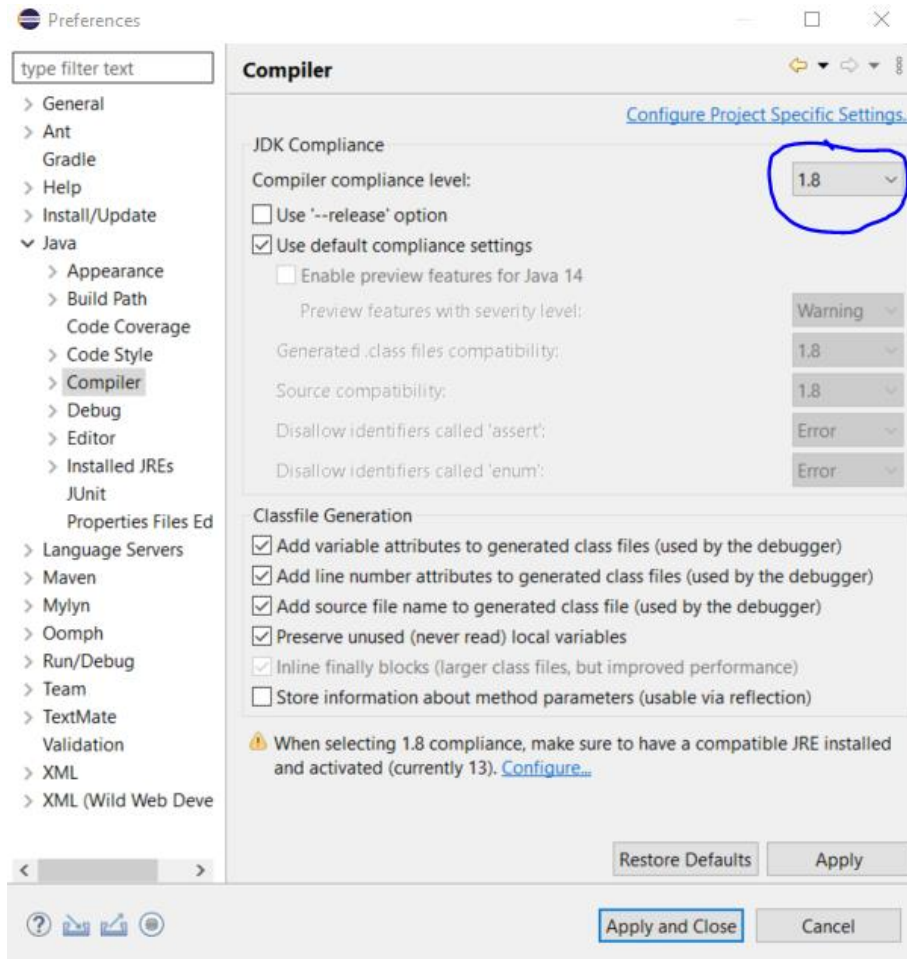 Preferences
type filter text
General
Ant
Gradle
Help
Install/Update
Java
Appearance
Build Path
Code Coverage
Code Style
Compiler
Debug
Editor
Installed JREs
JUnit
Properties Files Ed
Language Servers
Maven
Mylyn
Oomph
Run/Debug
Team
TextMate
Validation
XML
XML (Wild Web Deve
Compiler
Configure Project Specific Settings.
JDK Compliance
Compiler compliance level: 1.8
Use '--release' option
Use default compliance settings
Enable preview features for Java 14
Preview features with severity level: Warning
Generated .class files compatibility: 1.8
Source compatibility: 1.8
Disallow identifiers called 'assert': Error
Disallow identifiers called 'enum': Error
Classfile Generation
Add variable attributes to generated class files (used by the debugger)
Add line number attributes to generated class files (used by the debugger)
Add source file name to generated class file (used by the debugger)
Preserve unused (never read) local variables
Inline finally blocks (larger class files, but improved performance)
Store information about method parameters (usable via reflection)
When selecting 1.8 compliance, make sure to have a compatible JRE installed
and activated (currently 13). Configure...
Restore Defaults Apply
Apply and Close Cancel